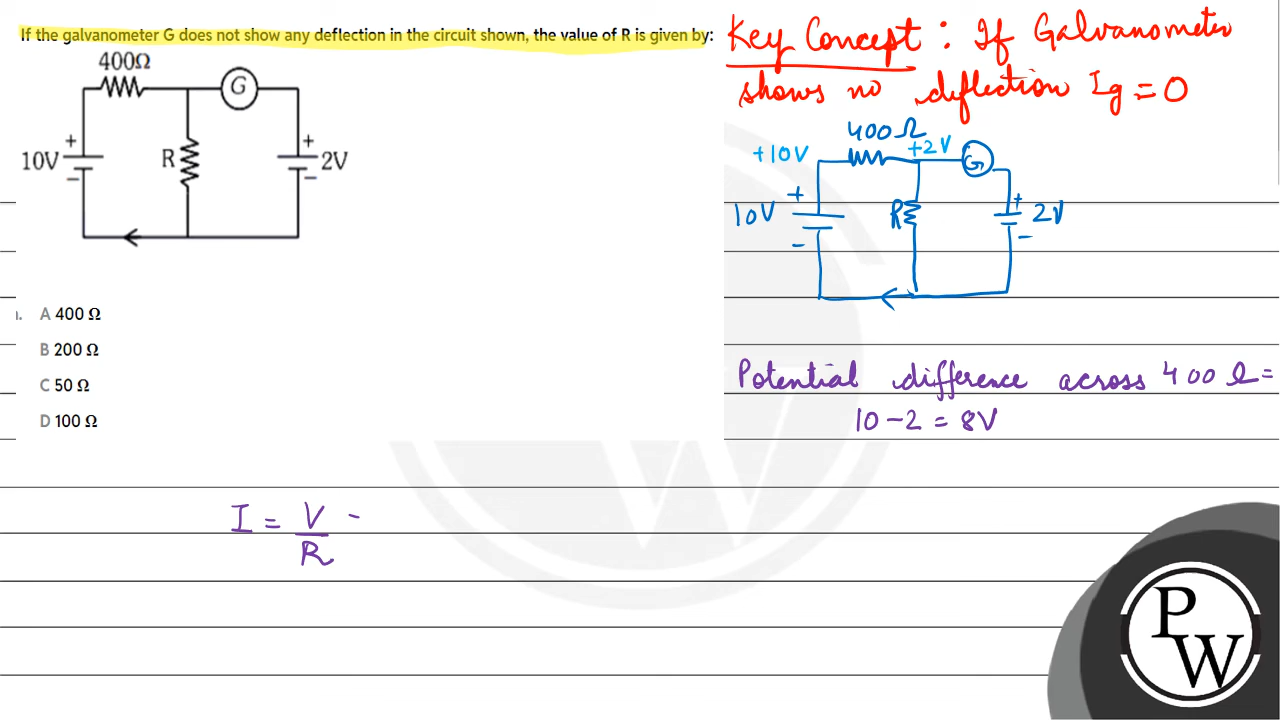 If the galvanometer G does not show any deflection in the circuit shown, the value of R is given by:
400Ω
G
+
+
10V
R
2V
−
−
A 400 Ω
B 200 Ω
C 50 Ω
D 100 Ω
Key Concept : If Galvanometer
shows no deflection Ig = 0
400 Ω
+10V
+2V
G
+
+
10V
R
2V
−
−
Potential difference across 400 Ω =
10 − 2 = 8V
I = V/R -
P
W